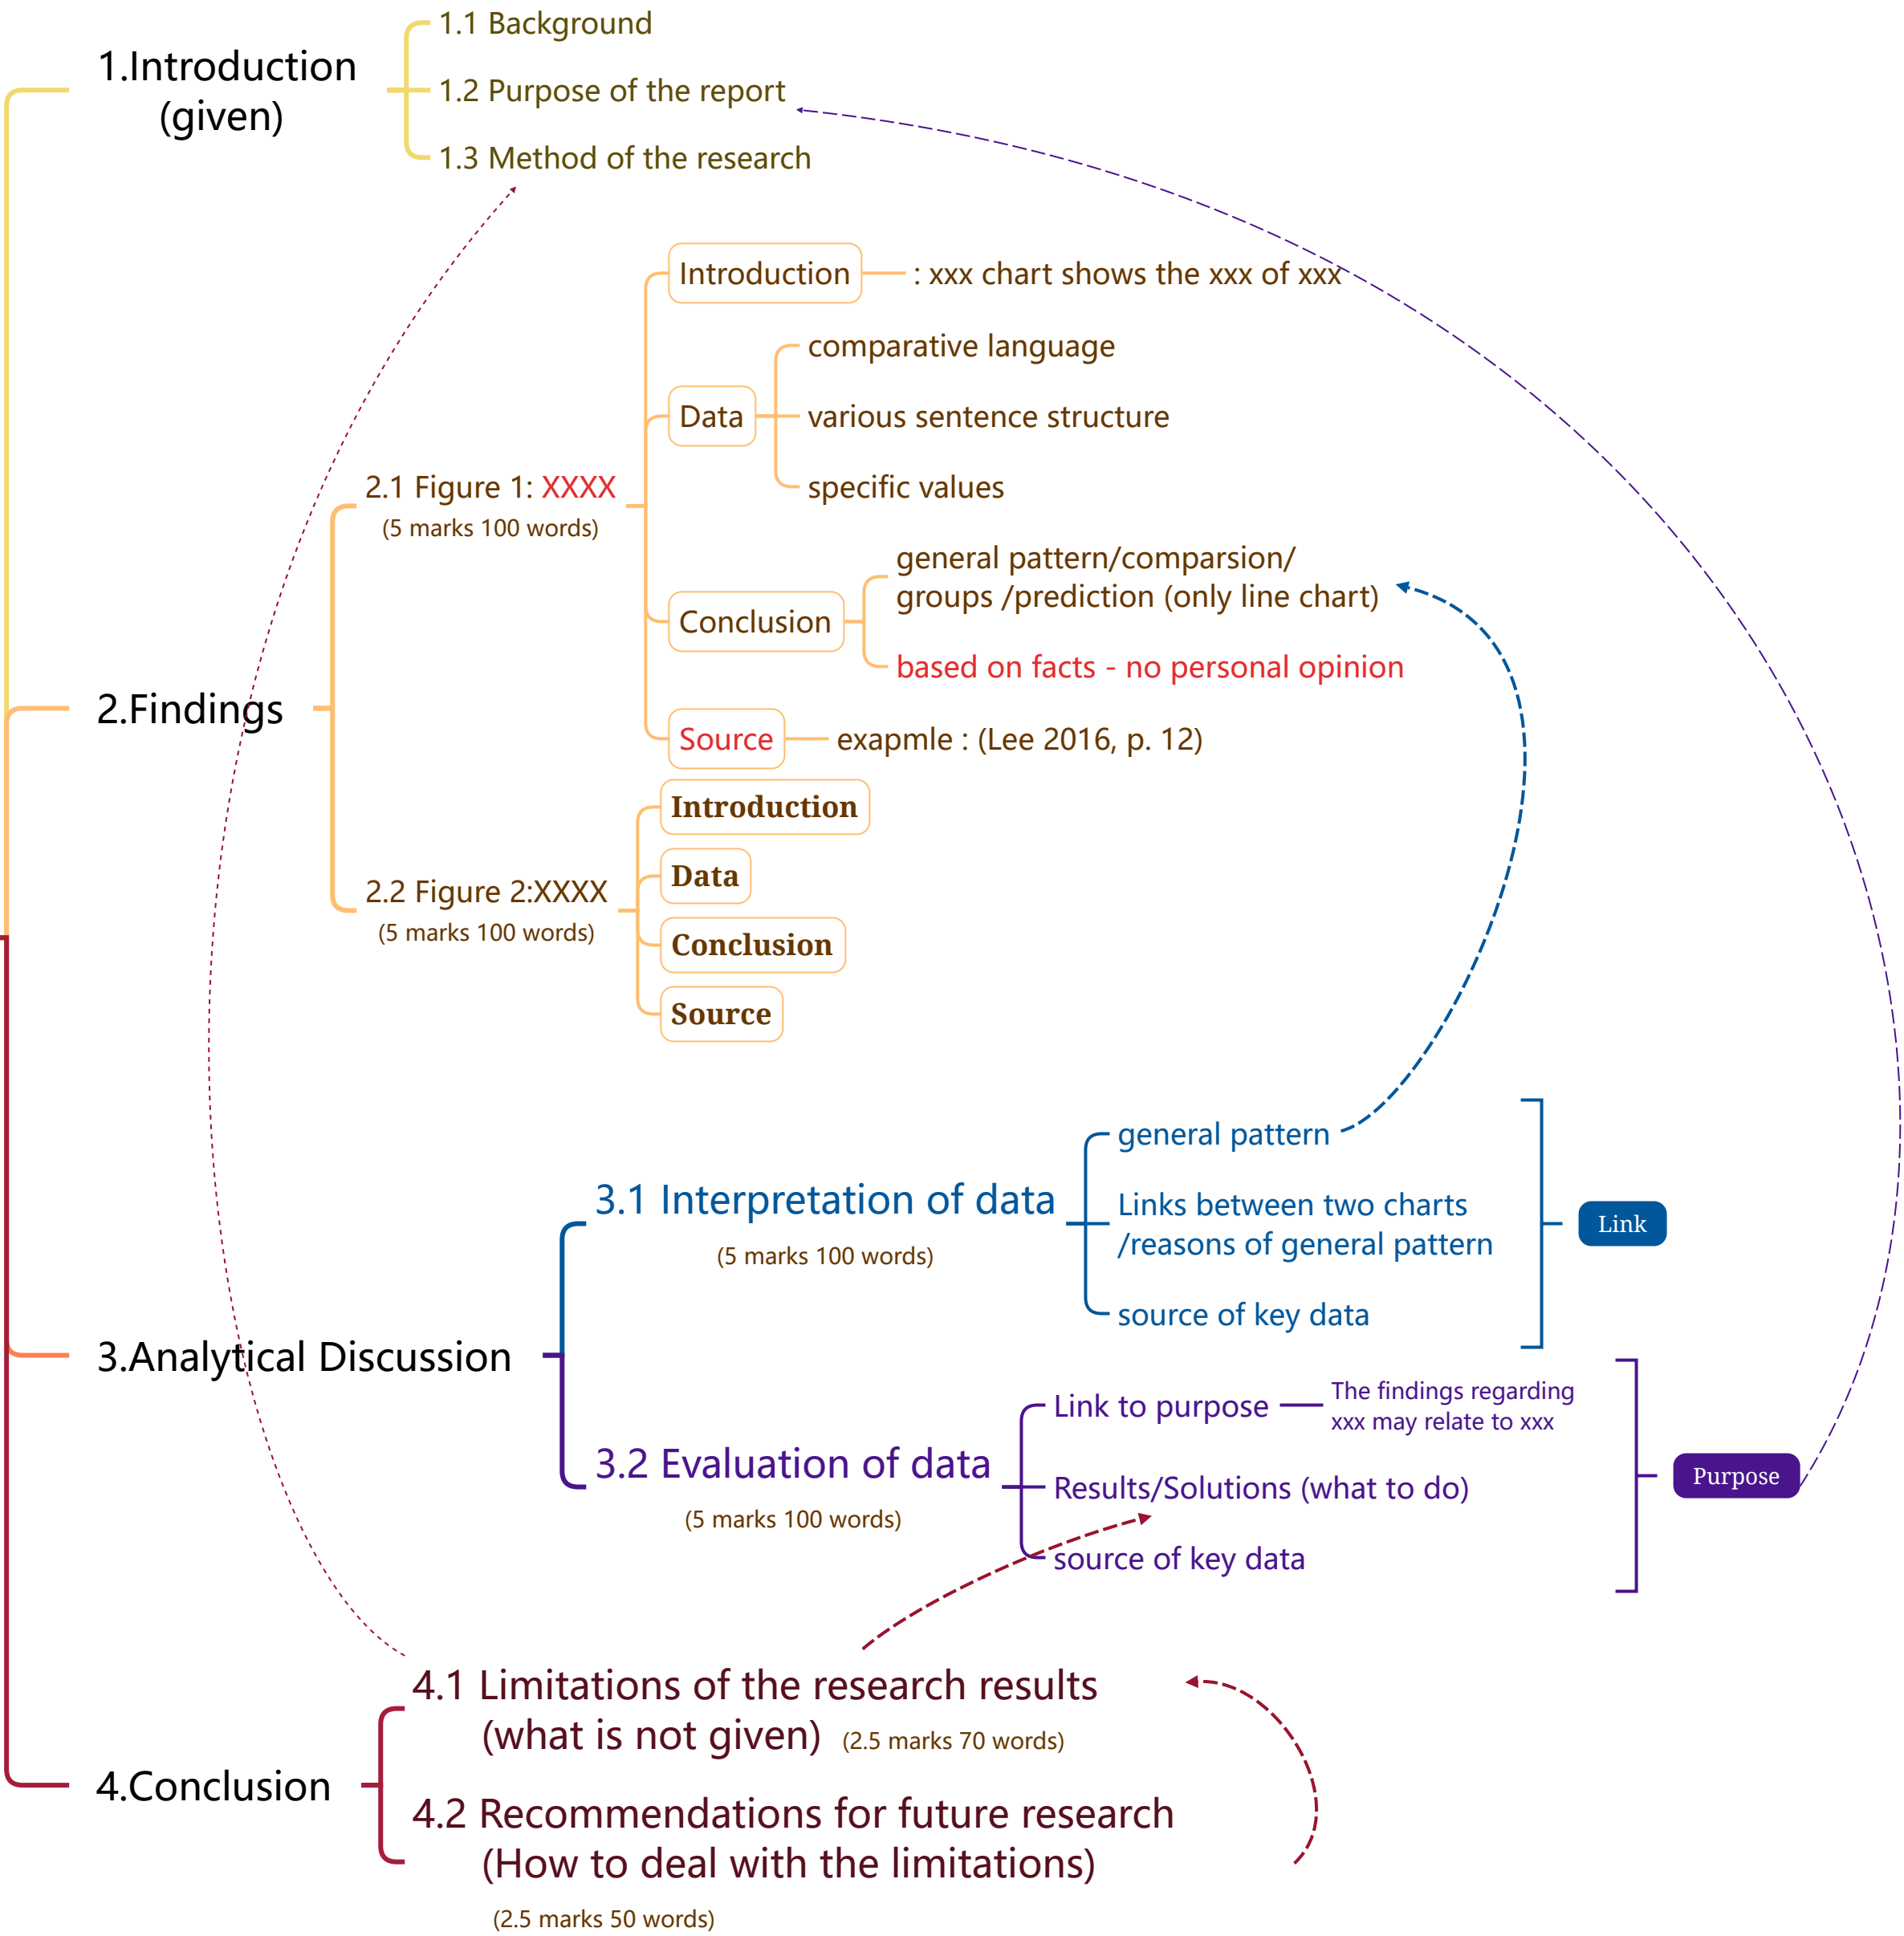 1.Introduction
(given)
1.1 Background
1.2 Purpose of the report
1.3 Method of the research
2.Findings
2.1 Figure 1: XXXX
(5 marks 100 words)
Introduction
: xxx chart shows the xxx of xxx
Data
comparative language
various sentence structure
specific values
Conclusion
general pattern/comparsion/
groups /prediction (only line chart)
based on facts - no personal opinion
Source
exapmle : (Lee 2016, p. 12)
2.2 Figure 2:XXXX
(5 marks 100 words)
Introduction
Data
Conclusion
Source
3.Analytical Discussion
3.1 Interpretation of data
(5 marks 100 words)
general pattern
Links between two charts
/reasons of general pattern
source of key data
Link
3.2 Evaluation of data
(5 marks 100 words)
Link to purpose
The findings regarding
xxx may relate to xxx
Results/Solutions (what to do)
source of key data
Purpose
4.Conclusion
4.1 Limitations of the research results
(what is not given) (2.5 marks 70 words)
4.2 Recommendations for future research
(How to deal with the limitations)
(2.5 marks 50 words)